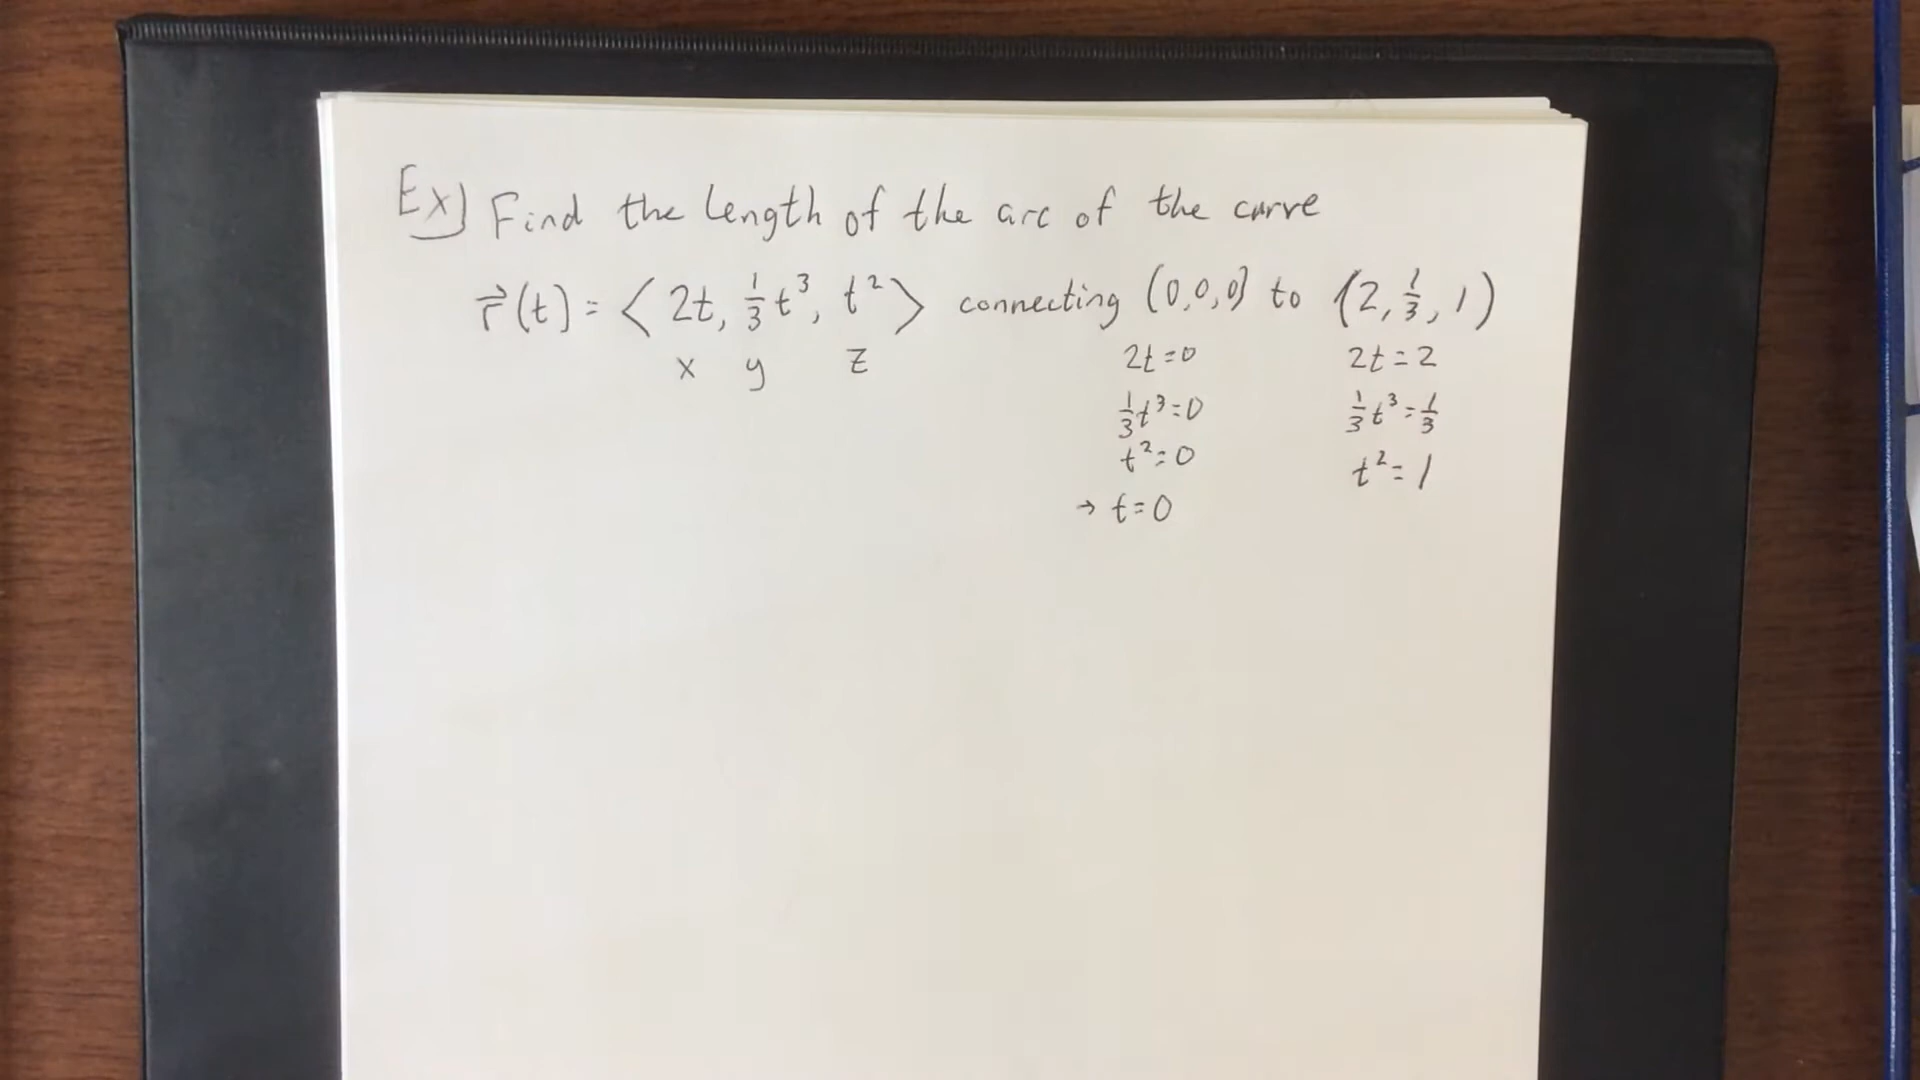 Ex) Find the length of the arc of the curve
r⃗(t) = ⟨2t, 1/3 t³, t²⟩ connecting (0,0,0) to (2, 1/3, 1)
x y z
2t=0 2t=2
1/3 t³=0 1/3 t³=1/3
t²=0 t²=1
→ t=0